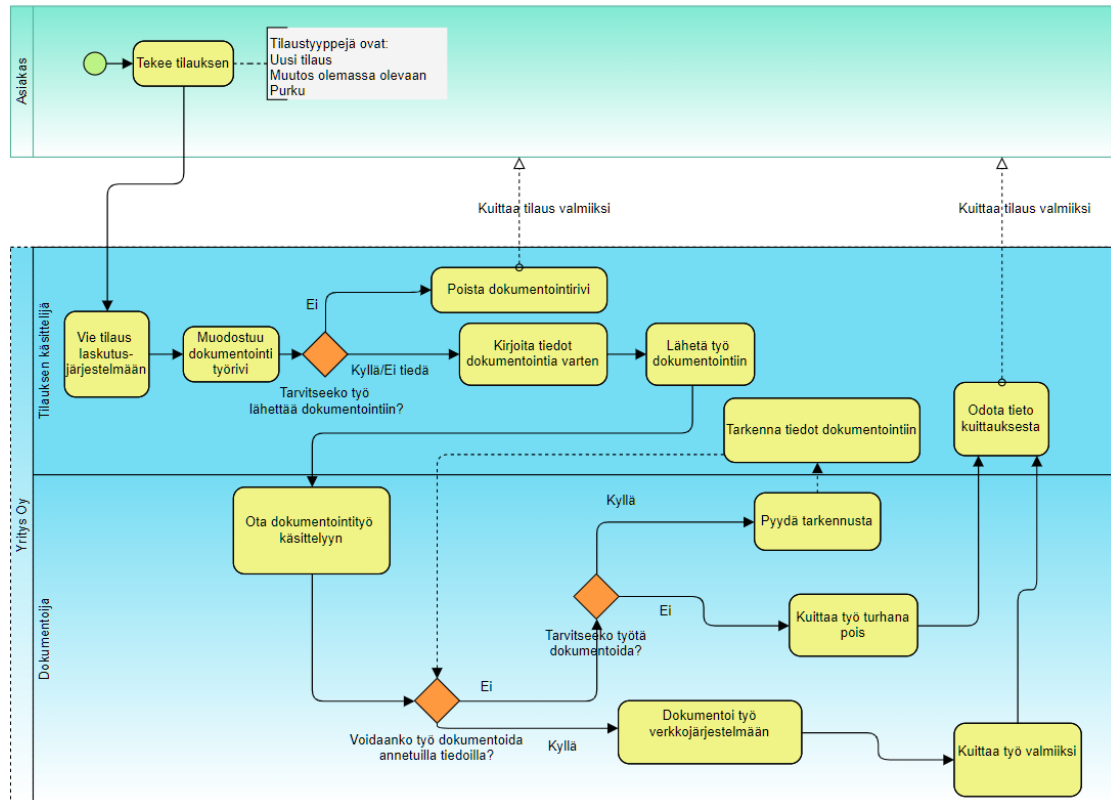 Asiakas
Tekee tilauksen
Tilaustyyppejä ovat:
Uusi tilaus
Muutos olemassa olevaan
Purku
Kuittaa tilaus valmiiksi
Kuittaa tilaus valmiiksi
Yritys Oy
Tilauksen käsittelijä
Vie tilaus
laskutus-
järjestelmään
Muodostuu
dokumentointi
työrivi
Ei
Poista dokumentointirivi
Kyllä/Ei tiedä
Tarvitseeko työ
lähettää dokumentointiin?
Kirjoita tiedot
dokumentointia varten
Lähetä työ
dokumentointiin
Tarkenna tiedot dokumentointiin
Odota tieto
kuittauksesta
Dokumentoija
Ota dokumentointityö
käsittelyyn
Kyllä
Pyydä tarkennusta
Ei
Tarvitseeko työtä
dokumentoida?
Kuittaa työ turhana
pois
Ei
Voidaanko työ dokumentoida
annetuilla tiedoilla?
Kyllä
Dokumentoi työ
verkkojärjestelmään
Kuittaa työ valmiiksi